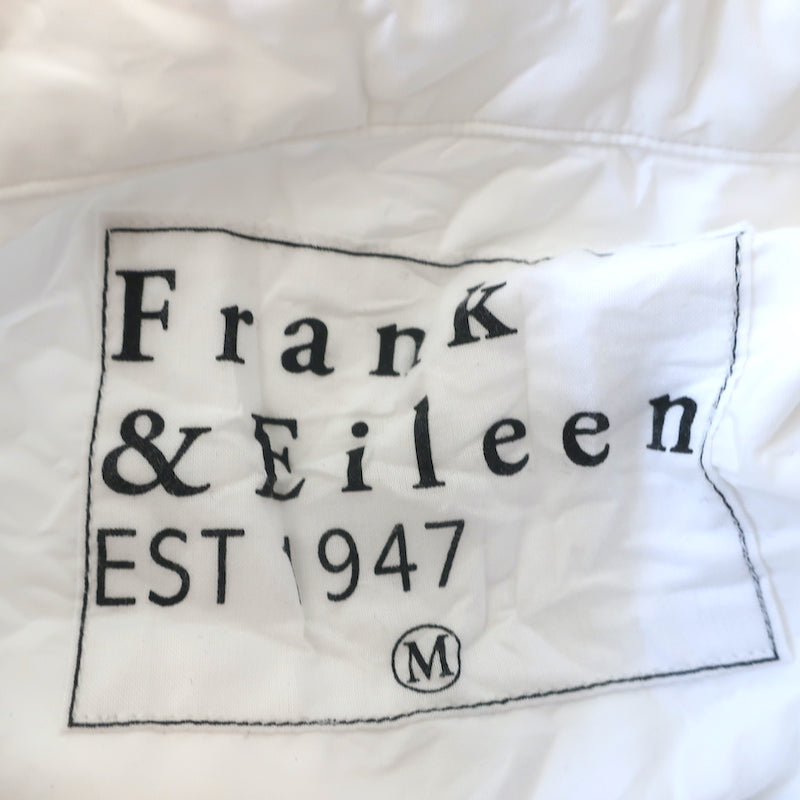 Frank
& Eileen
EST 1947
M